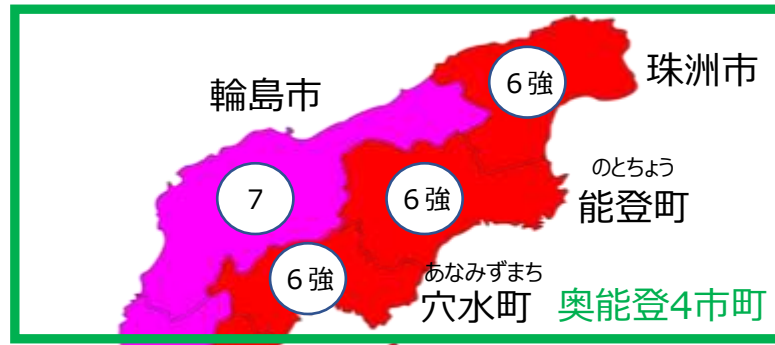 珠洲市
6強
輪島市
のとちょう
能登町
7
6強
6強
あなみずまち
穴水町
奥能登4市町